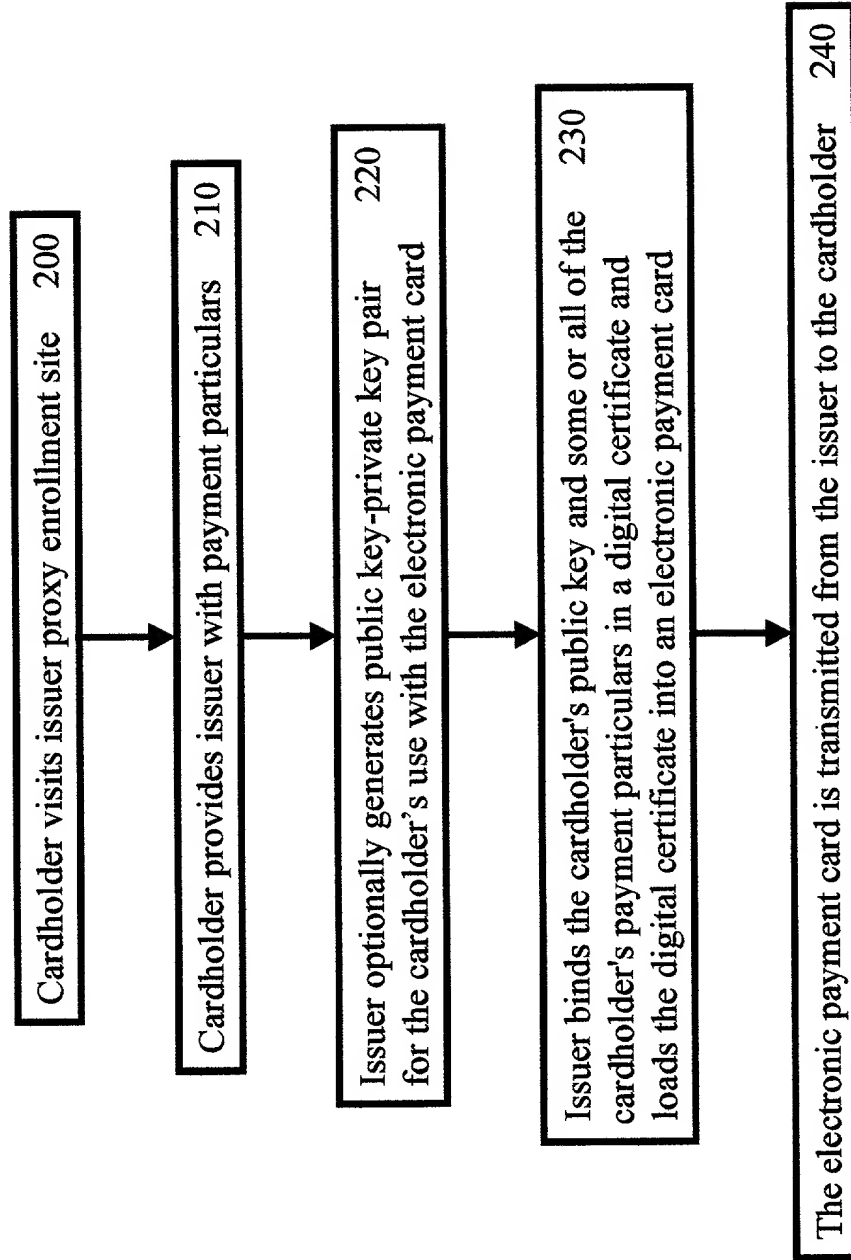 Cardholder visits issuer proxy enrollment site 200
Cardholder provides issuer with payment particulars 210
Issuer optionally generates public key-private key pair 220
for the cardholder's use with the electronic payment card
Issuer binds the cardholder's public key and some or all of the 230
cardholder's payment particulars in a digital certificate and
loads the digital certificate into an electronic payment card
The electronic payment card is transmitted from the issuer to the cardholder 240